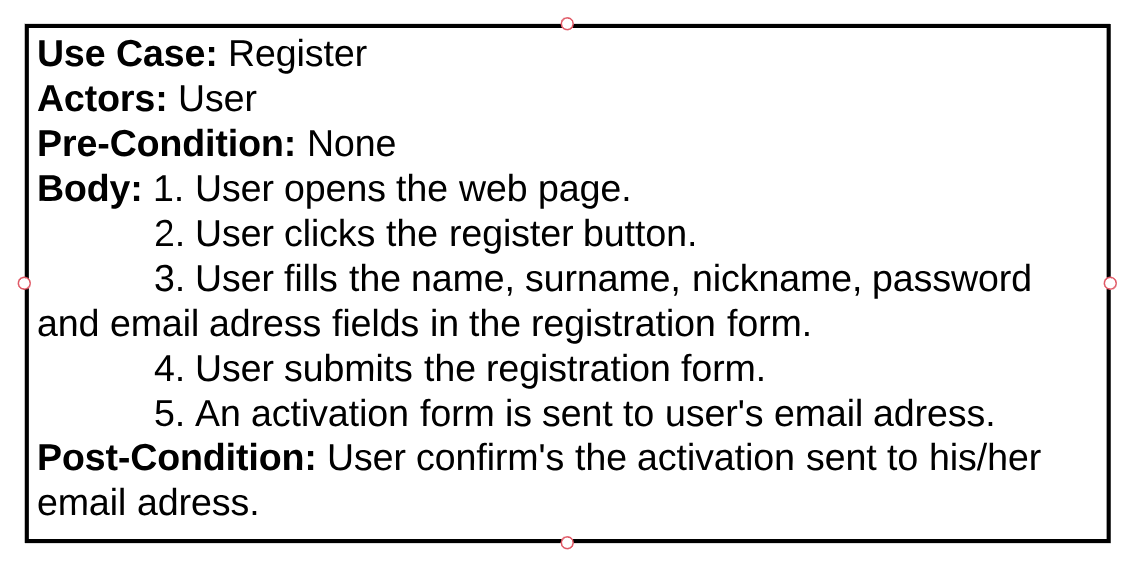 Use Case: Register
Actors: User
Pre-Condition: None
Body: 1. User opens the web page.
2. User clicks the register button.
3. User fills the name, surname, nickname, password
and email adress fields in the registration form.
4. User submits the registration form.
5. An activation form is sent to user's email adress.
Post-Condition: User confirm's the activation sent to his/her
email adress.